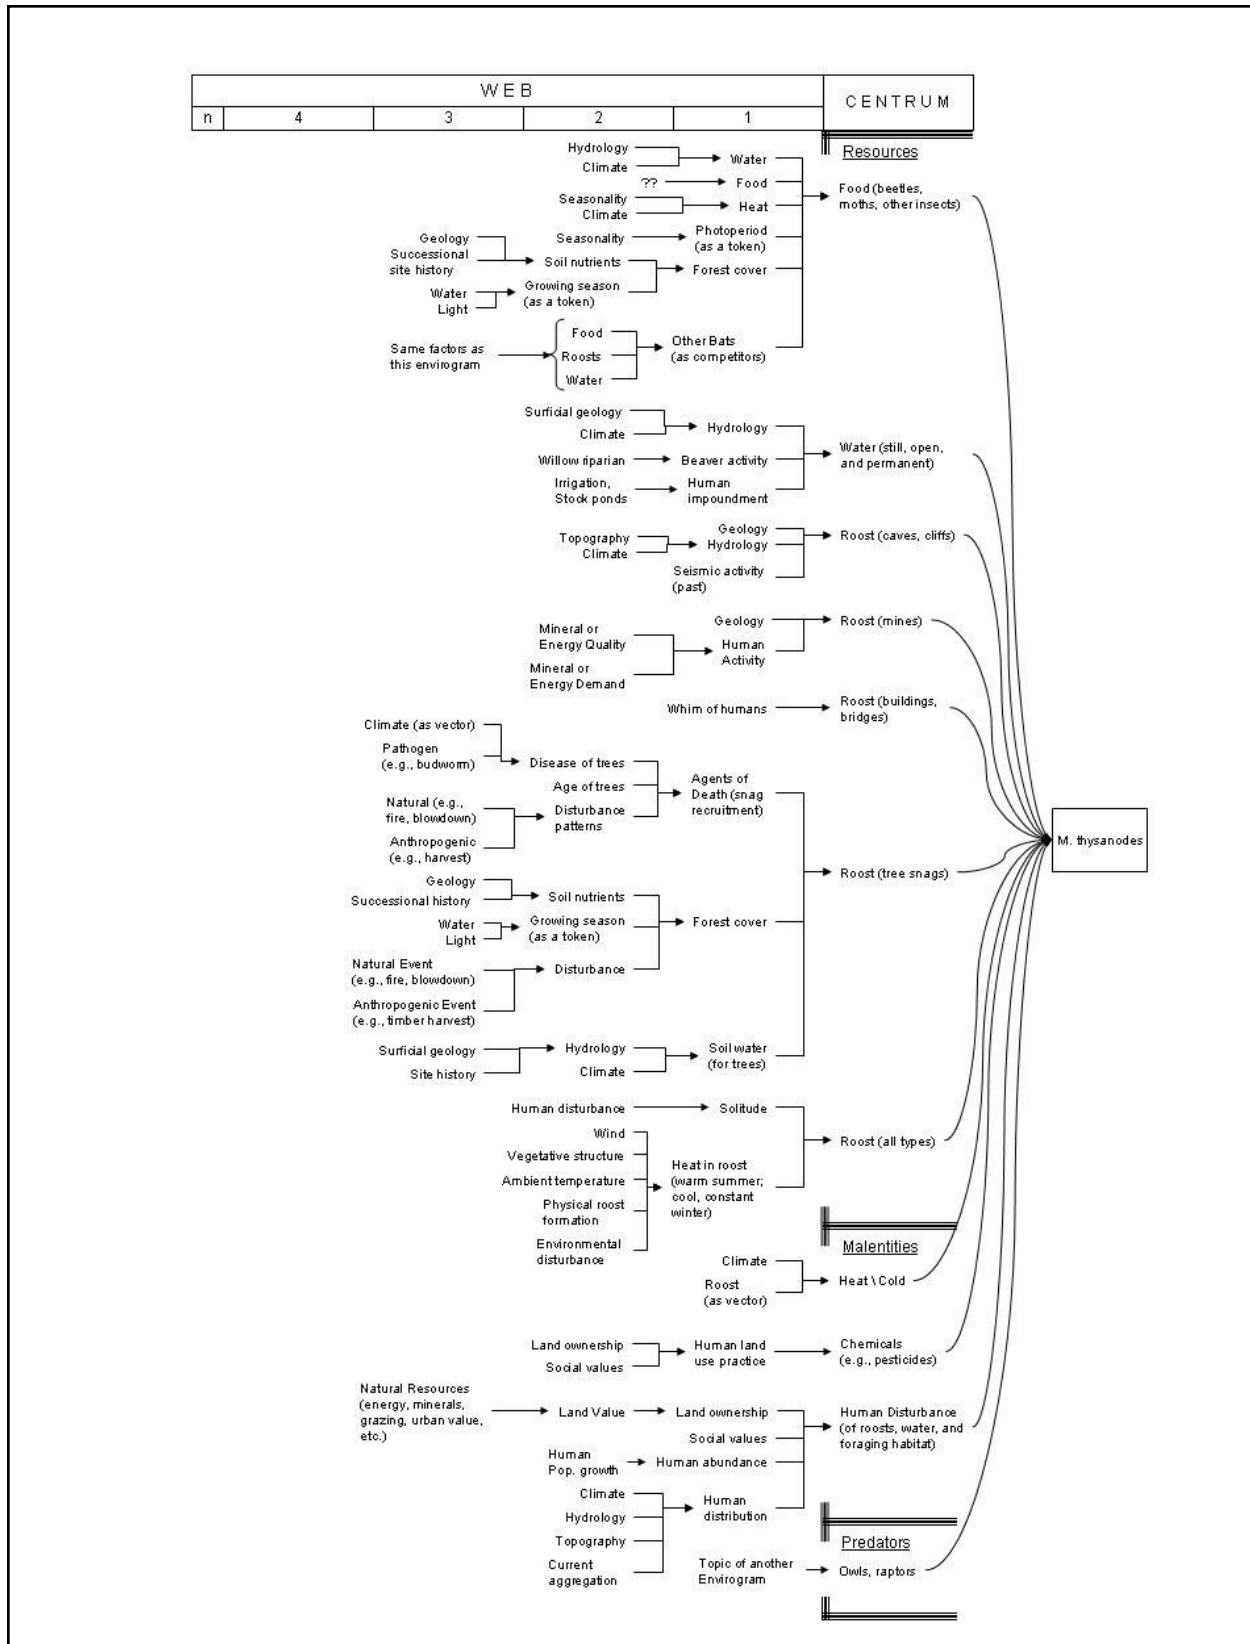 WEB
CENTRUM
n 4 3 2 1
Resources
Hydrology
Climate
Water
??
Food
Seasonality
Climate
Heat
Food (beetles,
moths, other insects)
Seasonality
Photoperiod
(as a token)
Geology
Successional
site history
Soil nutrients
Forest cover
Water
Light
Growing season
(as a token)
Same factors as
this envirogram
Food
Roosts
Water
Other Bats
(as competitors)
Surficial geology
Climate
Hydrology
Willow riparian
Beaver activity
Water (still, open,
and permanent)
Irrigation,
Stock ponds
Human
impoundment
Topography
Climate
Geology
Hydrology
Seismic activity
(past)
Roost (caves, cliffs)
Mineral or
Energy Quality
Mineral or
Energy Demand
Geology
Human
Activity
Roost (mines)
Whim of humans
Roost (buildings,
bridges)
Climate (as vector)
Pathogen
(e.g., budworm)
Disease of trees
Age of trees
Disturbance
patterns
Natural (e.g.,
fire, blowdown)
Anthropogenic
(e.g., harvest)
Agents of
Death (snag
recruitment)
M. thysanodes
Roost (tree snags)
Geology
Successional history
Soil nutrients
Water
Light
Growing season
(as a token)
Forest cover
Natural Event
(e.g., fire, blowdown)
Anthropogenic Event
(e.g., timber harvest)
Disturbance
Surficial geology
Site history
Hydrology
Climate
Soil water
(for trees)
Human disturbance
Solitude
Wind
Vegetative structure
Ambient temperature
Physical roost
formation
Environmental
disturbance
Heat in roost
(warm summer;
cool, constant
winter)
Roost (all types)
Malentities
Climate
Roost
(as vector)
Heat \ Cold
Land ownership
Social values
Human land
use practice
Chemicals
(e.g., pesticides)
Natural Resources
(energy, minerals,
grazing, urban value,
etc.)
Land Value
Land ownership
Social values
Human
Pop. growth
Human abundance
Human Disturbance
(of roosts, water, and
foraging habitat)
Climate
Hydrology
Topography
Current
aggregation
Human
distribution
Predators
Topic of another
Envirogram
Owls, raptors